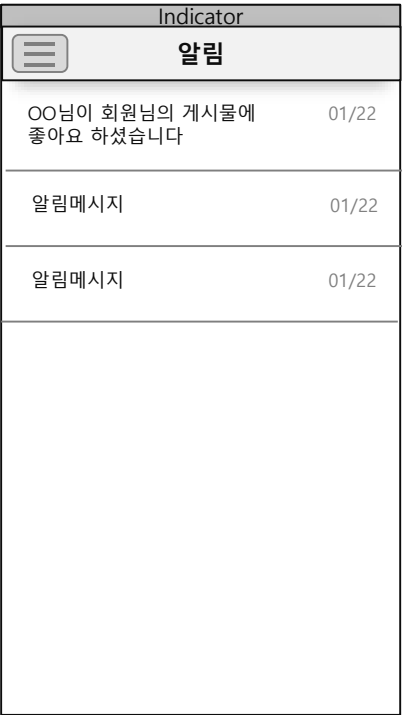 Indicator
알림
OO님이 회원님의 게시물에 01/22
좋아요 하셨습니다
알림메시지 01/22
알림메시지 01/22